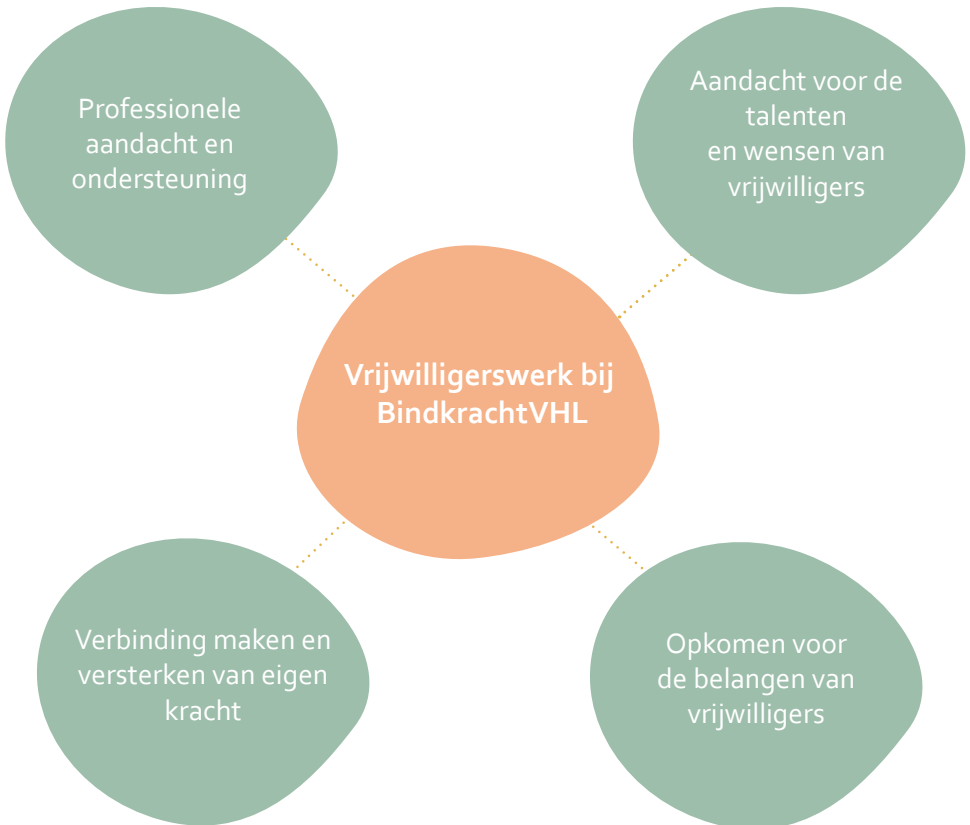 Professionele
aandacht en
ondersteuning
Aandacht voor de
talenten
en wensen van
vrijwilligers
Vrijwilligerswerk bij
BindkrachtVHL
Verbinding maken en
versterken van eigen
kracht
Opkomen voor
de belangen van
vrijwilligers